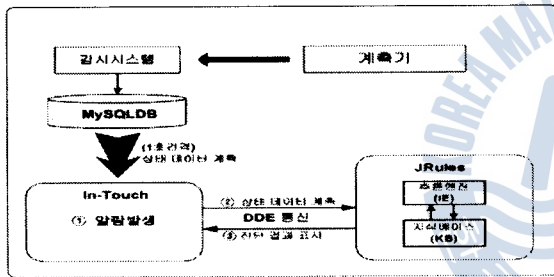 감시시스템
계측기
MySQLDB
(1초간격)
상태 데이터 계측
In-Touch
① 알람발생
② 상태 데이터 계측
DDE 통신
③ 진단 결과 표시
JRules
추론엔진
(IE)
지식베이스
(KB)